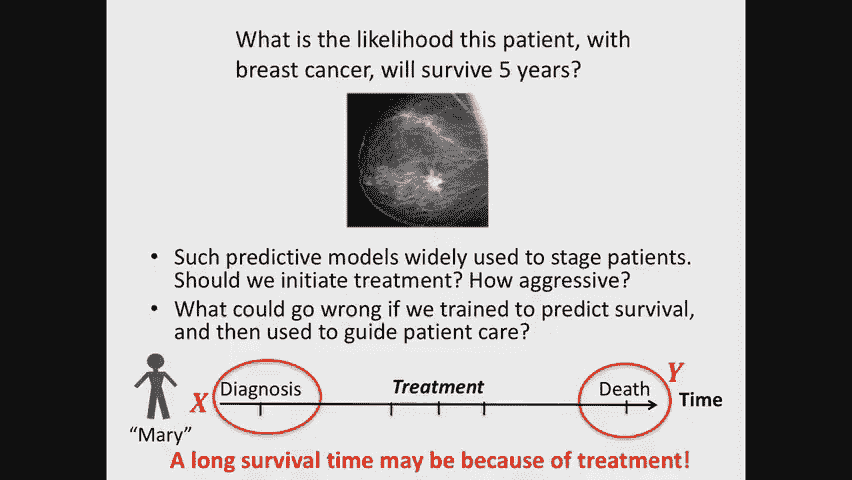 What is the likelihood this patient, with
breast cancer, will survive 5 years?
• Such predictive models widely used to stage patients.
Should we initiate treatment? How aggressive?
• What could go wrong if we trained to predict survival,
and then used to guide patient care?
X Diagnosis Treatment Death Y
Time
“Mary”
A long survival time may be because of treatment!